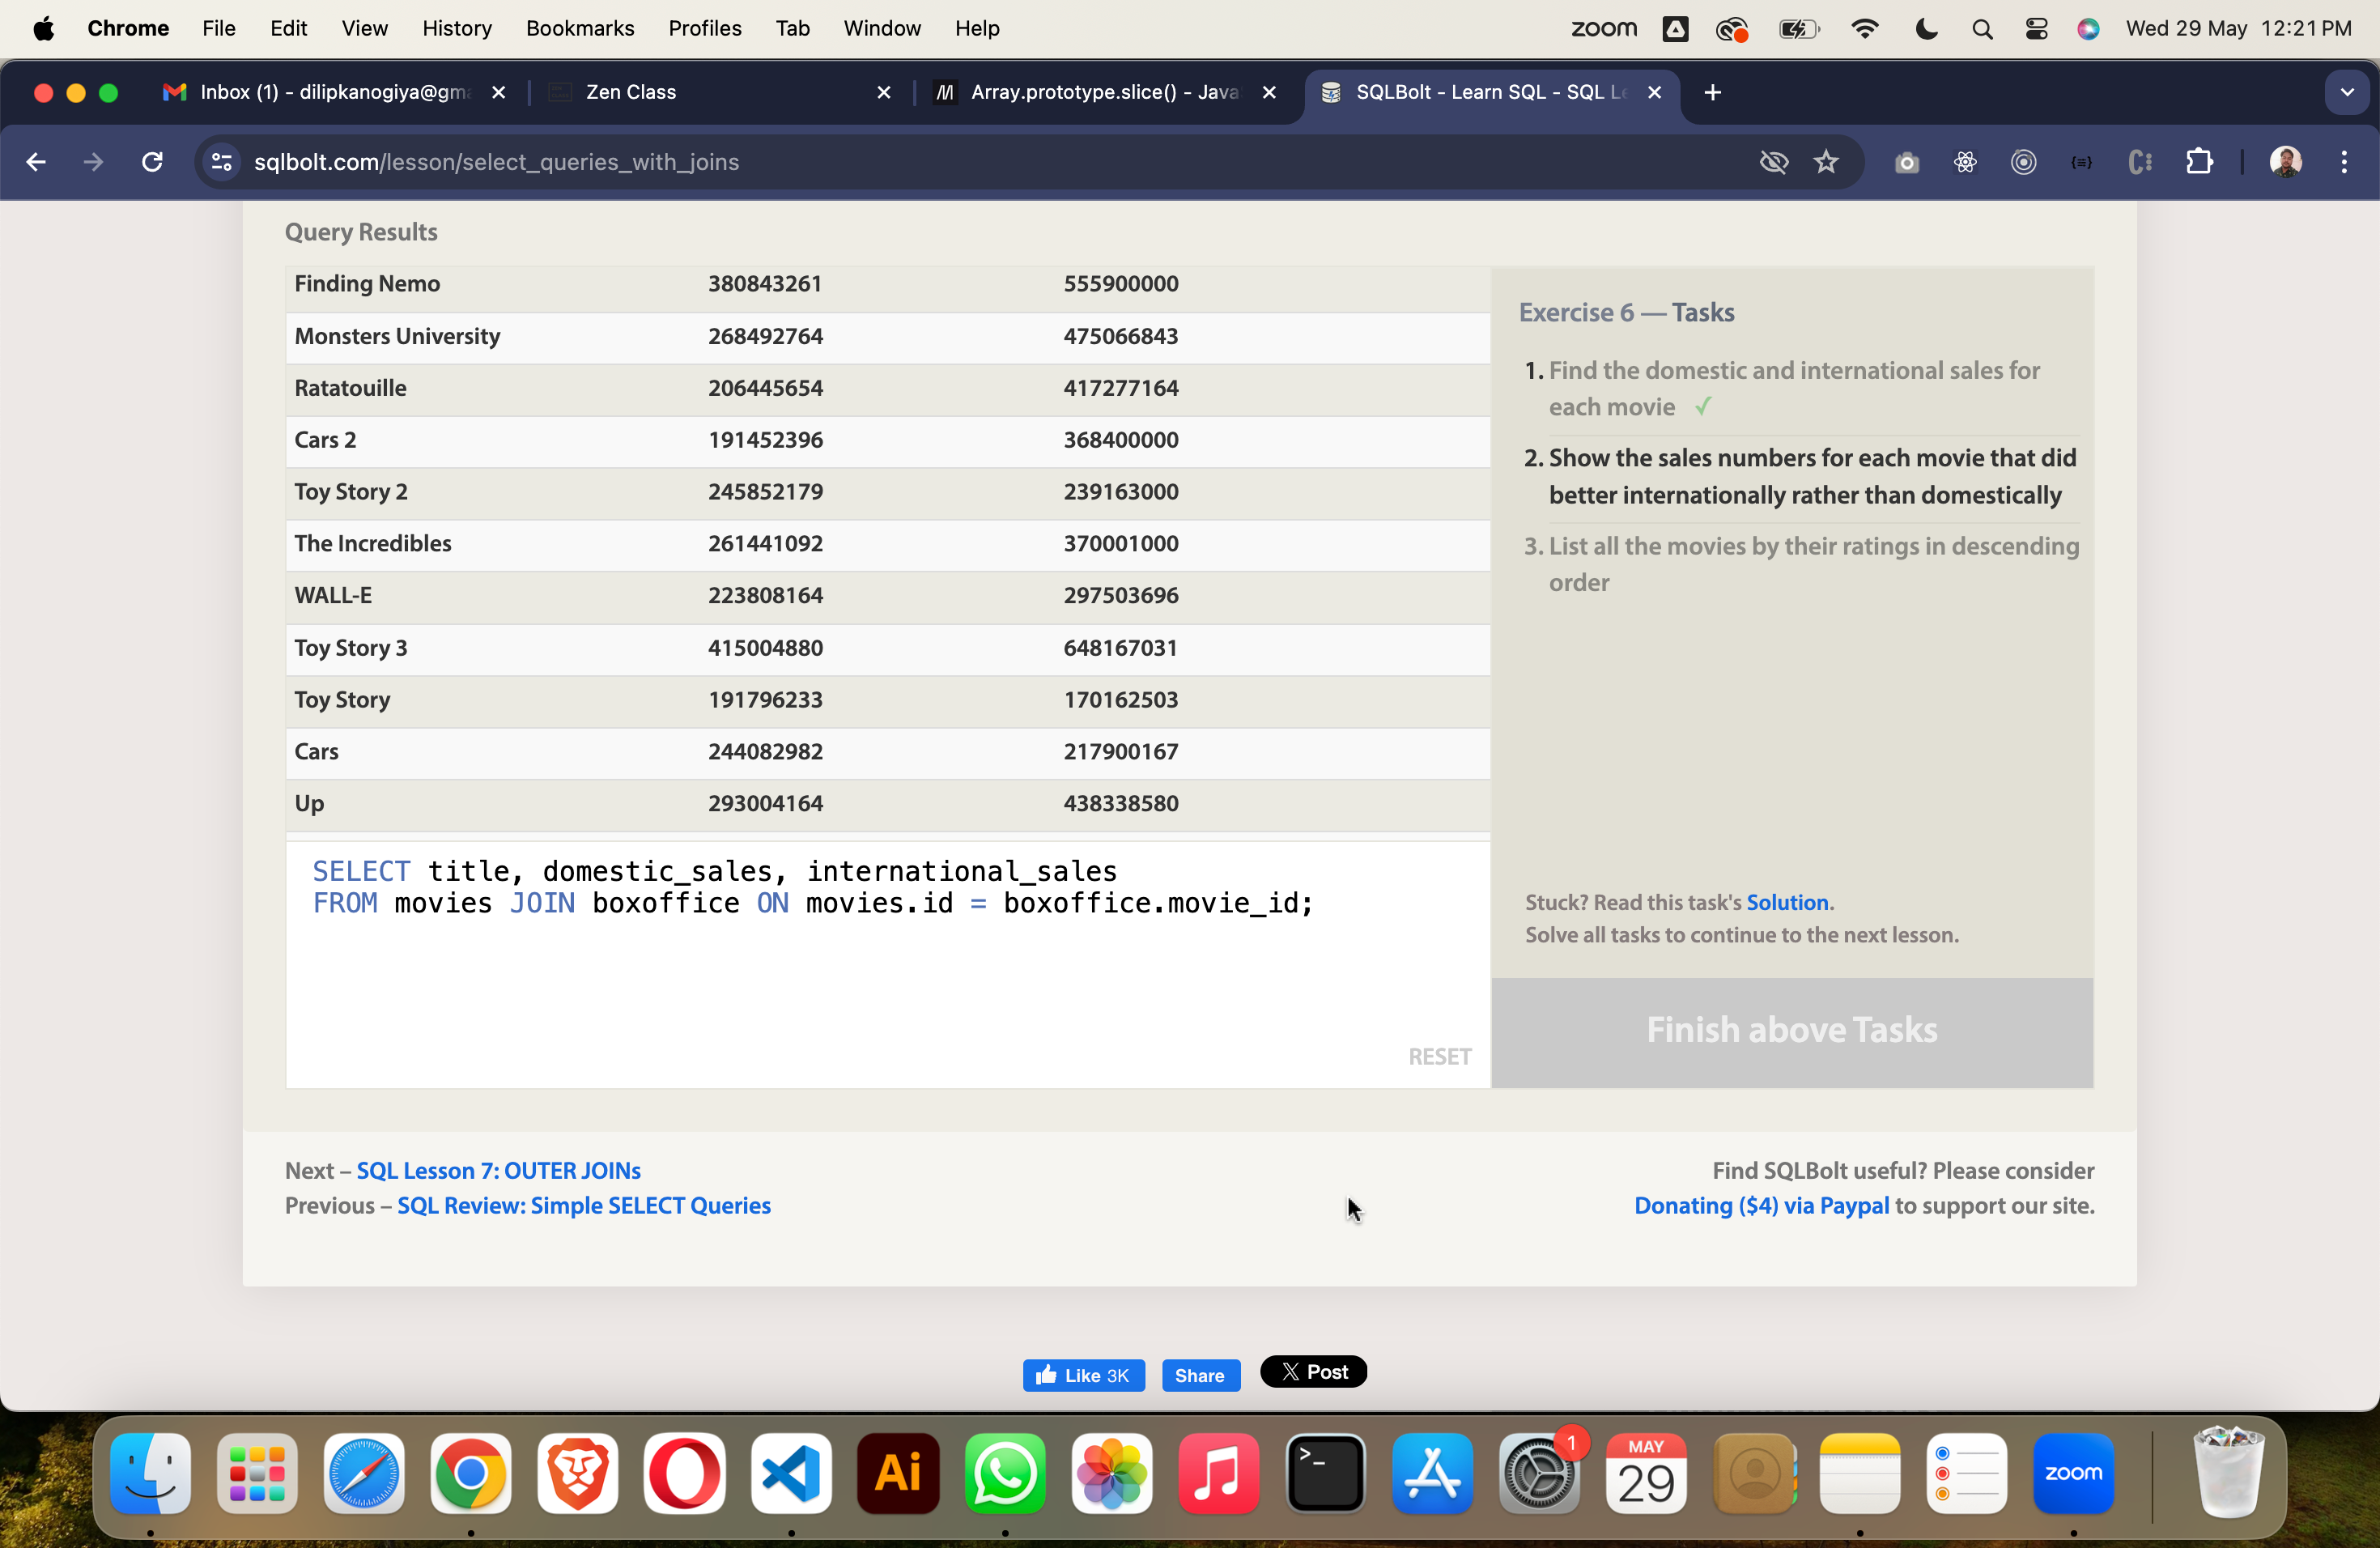 Chrome File Edit View History Bookmarks Profiles Tab Window Help zoom Wed 29 May 12:21 PM
Inbox (1) - dilipkanogiya@gma Zen Class Array.prototype.slice() - Java SQLBolt - Learn SQL - SQL Le
sqlbolt.com/lesson/select_queries_with_joins
Query Results
Finding Nemo 380843261 555900000
Monsters University 268492764 475066843
Ratatouille 206445654 417277164
Cars 2 191452396 368400000
Toy Story 2 245852179 239163000
The Incredibles 261441092 370001000
WALL-E 223808164 297503696
Toy Story 3 415004880 648167031
Toy Story 191796233 170162503
Cars 244082982 217900167
Up 293004164 438338580
SELECT title, domestic_sales, international_sales
FROM movies JOIN boxoffice ON movies.id = boxoffice.movie_id;
RESET
Exercise 6 — Tasks
1. Find the domestic and international sales for
each movie ✓
2. Show the sales numbers for each movie that did
better internationally rather than domestically
3. List all the movies by their ratings in descending
order
Stuck? Read this task's Solution.
Solve all tasks to continue to the next lesson.
Finish above Tasks
Next – SQL Lesson 7: OUTER JOINs
Previous – SQL Review: Simple SELECT Queries
Find SQLBolt useful? Please consider
Donating ($4) via Paypal to support our site.
Like 3K Share X Post
Ai >_ 1 MAY 29 zoom